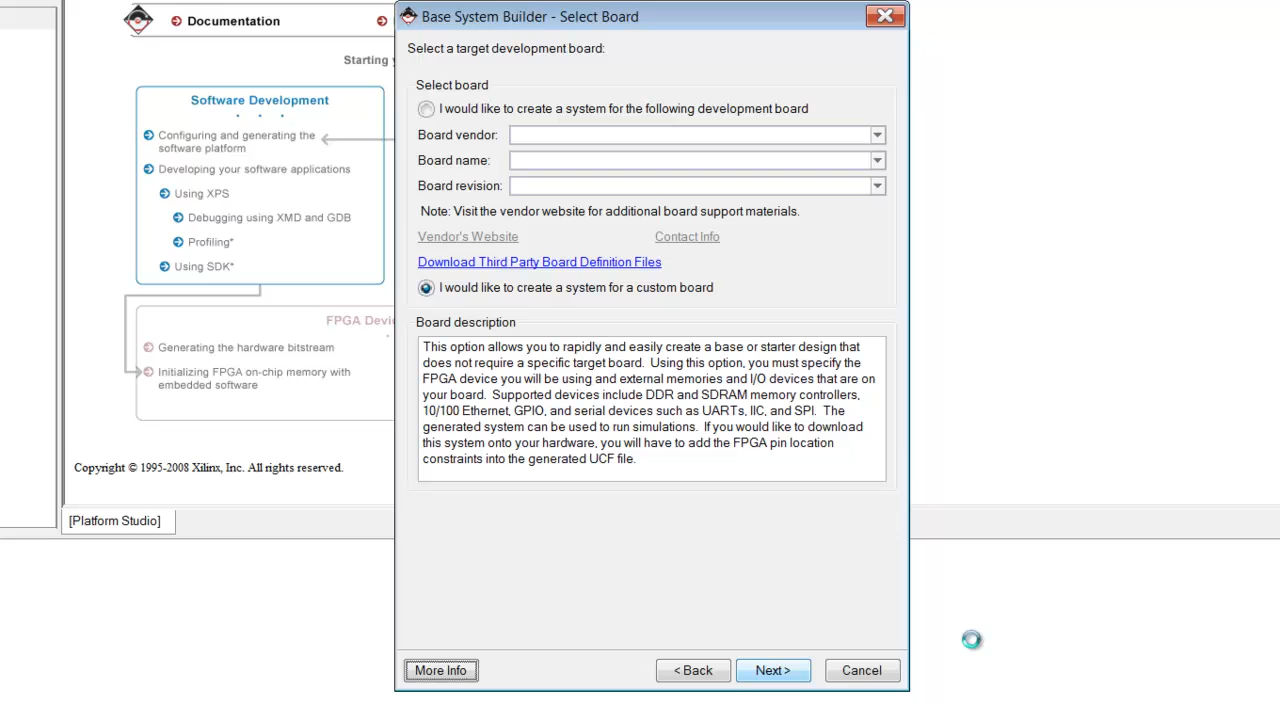 Documentation
Starting
Software Development
Configuring and generating the
software platform
Developing your software applications
Using XPS
Debugging using XMD and GDB
Profiling*
Using SDK*
FPGA Devi
Generating the hardware bitstream
Initializing FPGA on-chip memory with
embedded software
Copyright © 1995-2008 Xilinx, Inc. All rights reserved.
[Platform Studio]
Base System Builder - Select Board
Select a target development board:
Select board
I would like to create a system for the following development board
Board vendor:
Board name:
Board revision:
Note: Visit the vendor website for additional board support materials.
Vendor's Website Contact Info
Download Third Party Board Definition Files
I would like to create a system for a custom board
Board description
This option allows you to rapidly and easily create a base or starter design that
does not require a specific target board. Using this option, you must specify the
FPGA device you will be using and external memories and I/O devices that are on
your board. Supported devices include DDR and SDRAM memory controllers,
10/100 Ethernet, GPIO, and serial devices such as UARTs, IIC, and SPI. The
generated system can be used to run simulations. If you would like to download
this system onto your hardware, you will have to add the FPGA pin location
constraints into the generated UCF file.
More Info < Back Next > Cancel